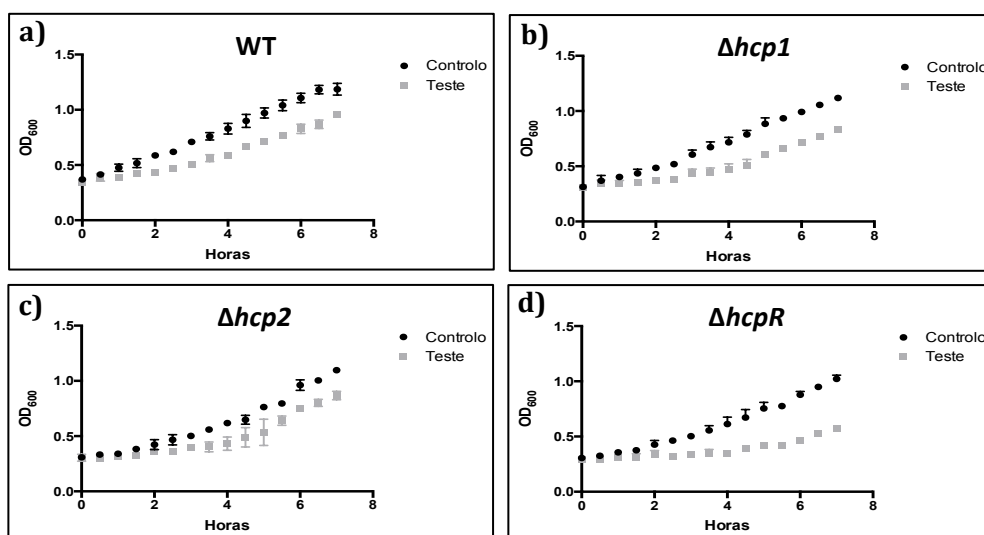 a)
WT
Controlo
Teste
OD600
1.5
1.0
0.5
0.0
0 2 4 6 8
Horas
b)
Δhcp1
Controlo
Teste
OD600
1.5
1.0
0.5
0.0
0 2 4 6 8
Horas
c)
Δhcp2
Controlo
Teste
OD600
1.5
1.0
0.5
0.0
0 2 4 6 8
Horas
d)
ΔhcpR
Controlo
Teste
OD600
1.5
1.0
0.5
0.0
0 2 4 6 8
Horas